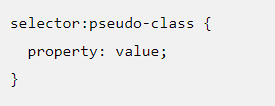 selector:pseudo-class {
  property: value;
}